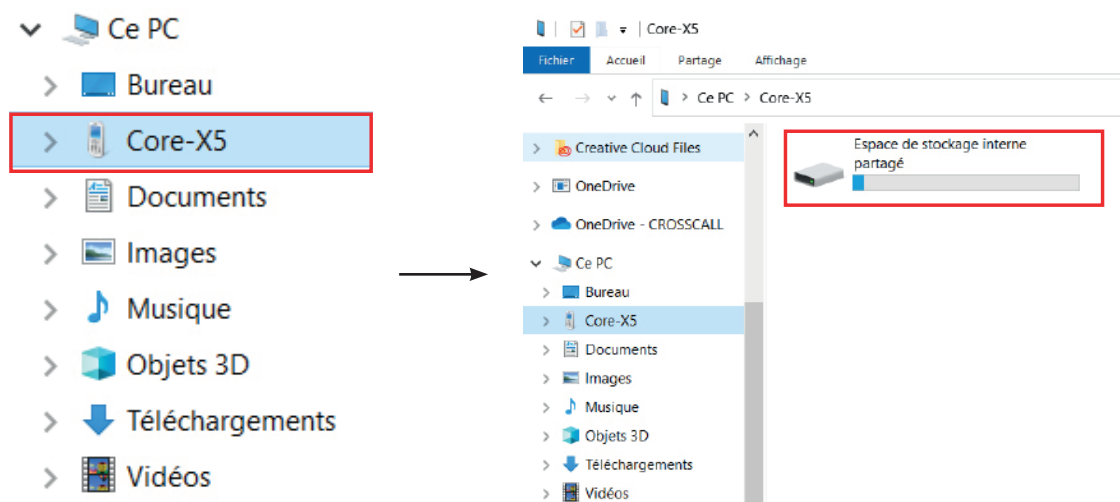 Ce PC
Bureau
Core-X5
Documents
Images
Musique
Objets 3D
Téléchargements
Vidéos
Core-X5
Fichier Accueil Partage Affichage
Ce PC > Core-X5
Creative Cloud Files
OneDrive
OneDrive - CROSSCALL
Ce PC
Bureau
Core-X5
Documents
Images
Musique
Objets 3D
Téléchargements
Vidéos
Espace de stockage interne
partagé